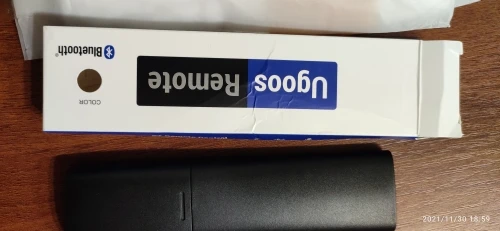 Ugoos Remote
COLOR
Bluetooth®
2021/11/30 18:59